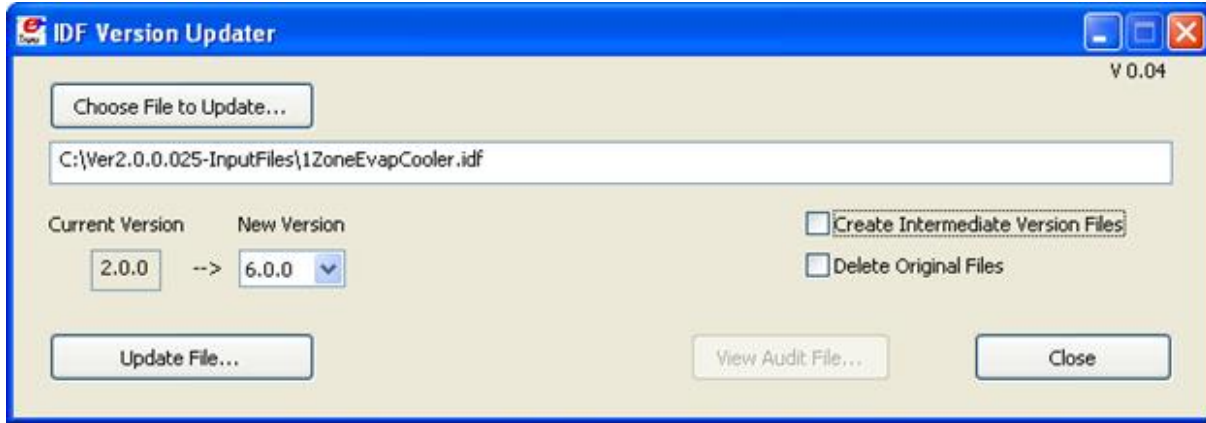 IDF Version Updater
V 0.04
Choose File to Update...
C:\Ver2.0.0.025-InputFiles\1ZoneEvapCooler.idf
Current Version New Version
Create Intermediate Version Files
2.0.0 --> 6.0.0
Delete Original Files
Update File... View Audit File... Close